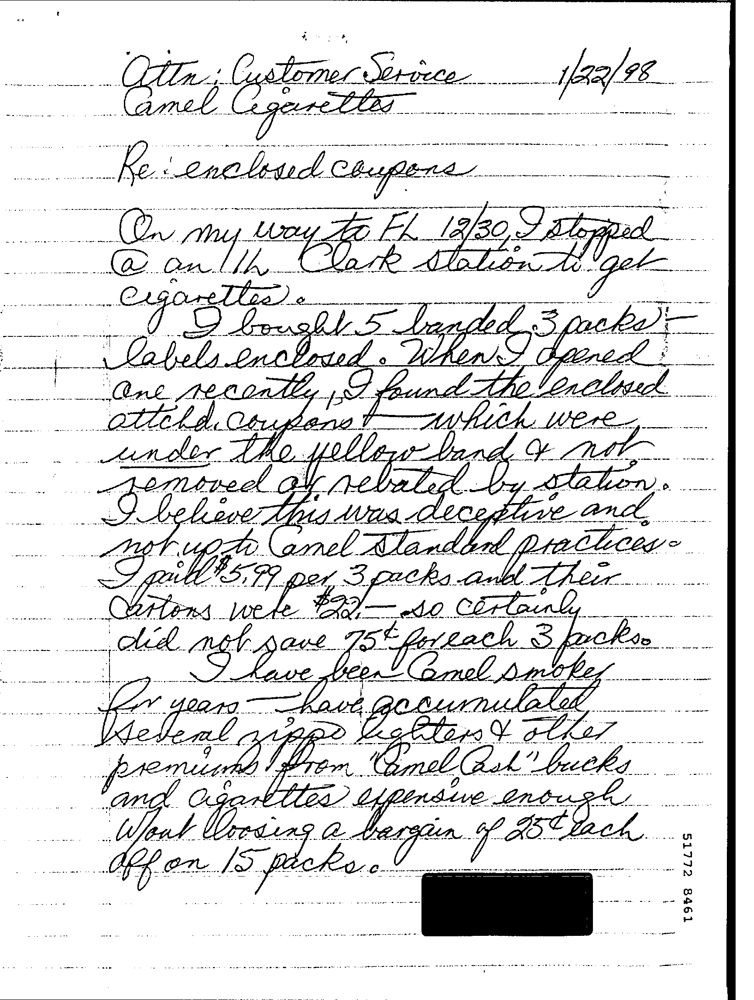 Attn: Customer Service 1/22/98
Camel Cigarettes
Re: enclosed coupons
On my way to FL 12/30, I stopped
@ an Ih Clark station to get
cigarettes.
I bought 5 banded 3 packs -
labels enclosed. When I opened
one recently, I found the enclosed
attchd. coupons - which were
under the yellow band & not
removed or rebated by station.
I believe this was deceptive and
not up to Camel standard practices.
I paid $5.99 per 3 packs and their
cartons were $22.- so certainly
did not save 75¢ for each 3 packs.
I have been Camel smoker
for years - have accumulated
several zippo lighters & other
premiums from "Camel Cash" bucks
and cigarettes expensive enough
w/out loosing a bargain of 25¢ each
off on 15 packs.
51772 8461